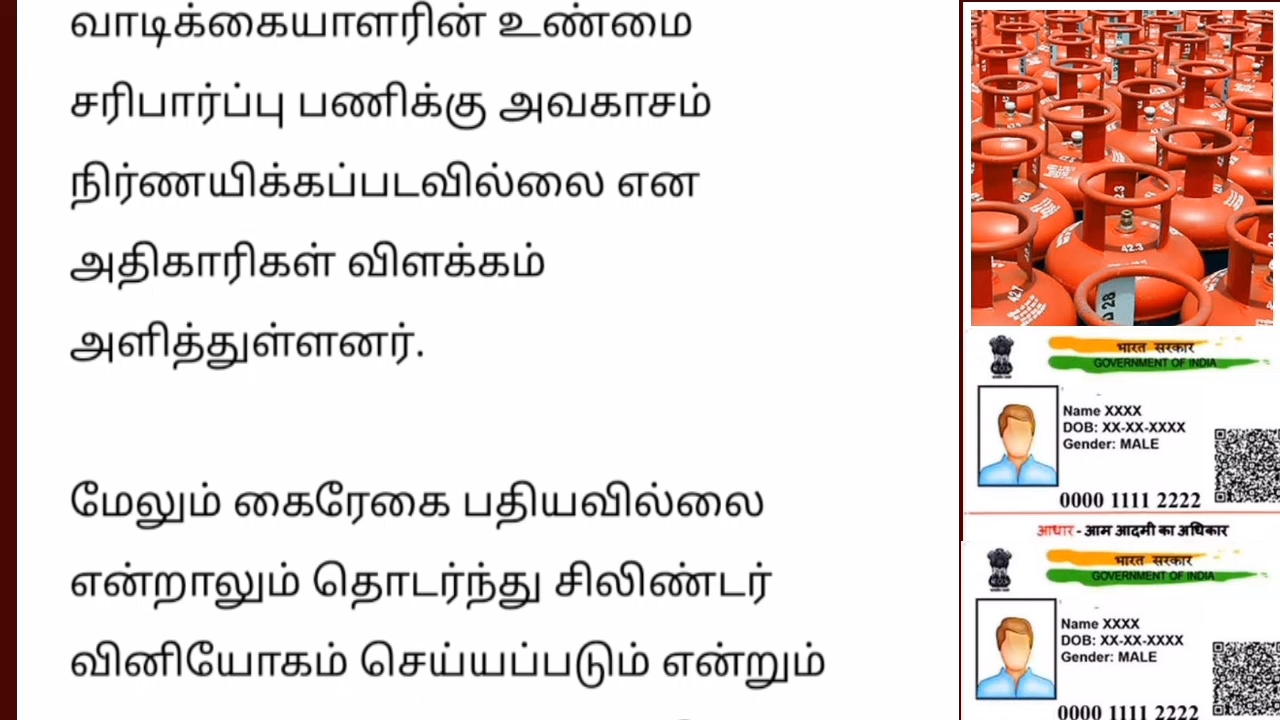 வாடிக்கையாளரின் உண்மை
சரிபார்ப்பு பணிக்கு அவகாசம்
நிர்ணயிக்கப்படவில்லை என
அதிகாரிகள் விளக்கம்
அளித்துள்ளனர்.
மேலும் கைரேகை பதியவில்லை
என்றாலும் தொடர்ந்து சிலிண்டர்
வினியோகம் செய்யப்படும் என்றும்
42.3
D 28
भारत सरकार
GOVERNMENT OF INDIA
Name XXXX
DOB: XX-XX-XXXX
Gender: MALE
0000 1111 2222
आधार - आम आदमी का अधिकार
भारत सरकार
GOVERNMENT OF INDIA
Name XXXX
DOB: XX-XX-XXXX
Gender: MALE
0000 1111 2222